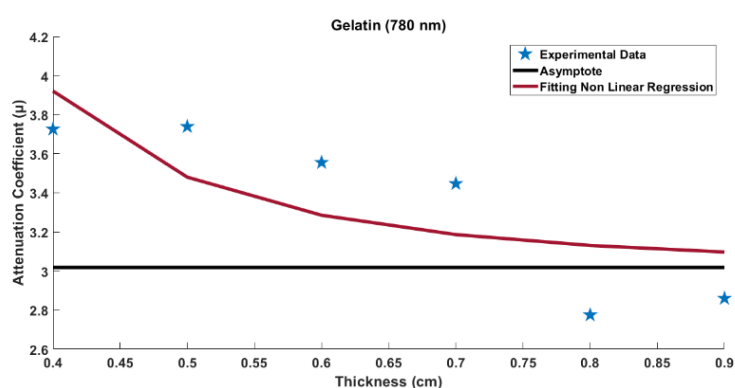 Gelatin (780 nm)
Experimental Data
Asymptote
Fitting Non Linear Regression
Attenuation Coefficient (μ)
4.2
4
3.8
3.6
3.4
3.2
3
2.8
2.6
0.4 0.45 0.5 0.55 0.6 0.65 0.7 0.75 0.8 0.85 0.9
Thickness (cm)